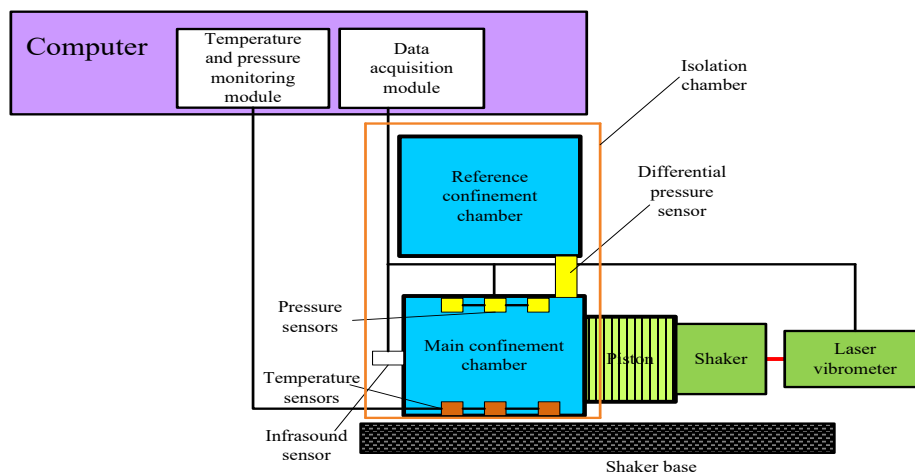 Computer
Temperature
and pressure
monitoring
module
Data
acquisition
module
Isolation
chamber
Reference
confinement
chamber
Differential
pressure
sensor
Pressure
sensors
Main confinement
chamber
Piston
Shaker
Laser
vibrometer
Temperature
sensors
Infrasound
sensor
Shaker base